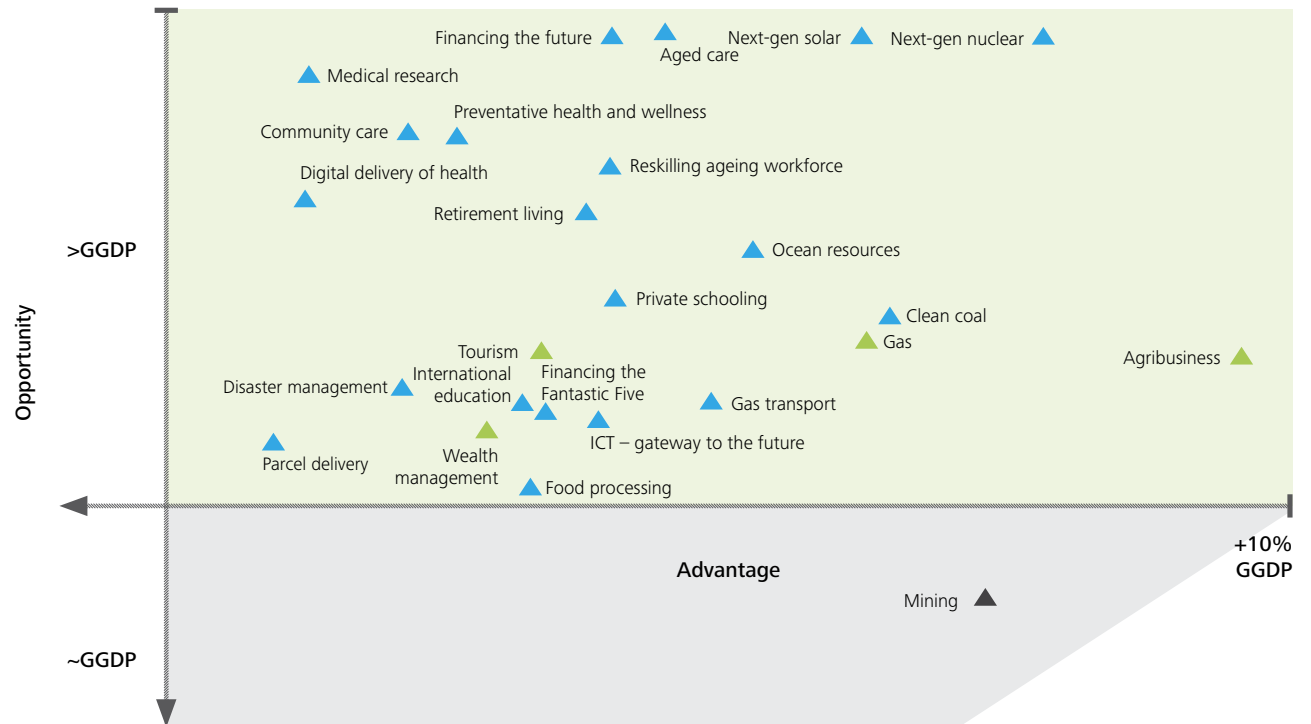 Financing the future
Aged care
Next-gen solar
Next-gen nuclear
Medical research
Preventative health and wellness
Community care
Reskilling ageing workforce
Digital delivery of health
Retirement living
>GGDP
Ocean resources
Opportunity
Private schooling
Clean coal
Gas
Tourism
Agribusiness
International
education
Financing the
Fantastic Five
Disaster management
Gas transport
ICT – gateway to the future
Parcel delivery
Wealth
management
Food processing
+10%
GGDP
Advantage
Mining
~GGDP